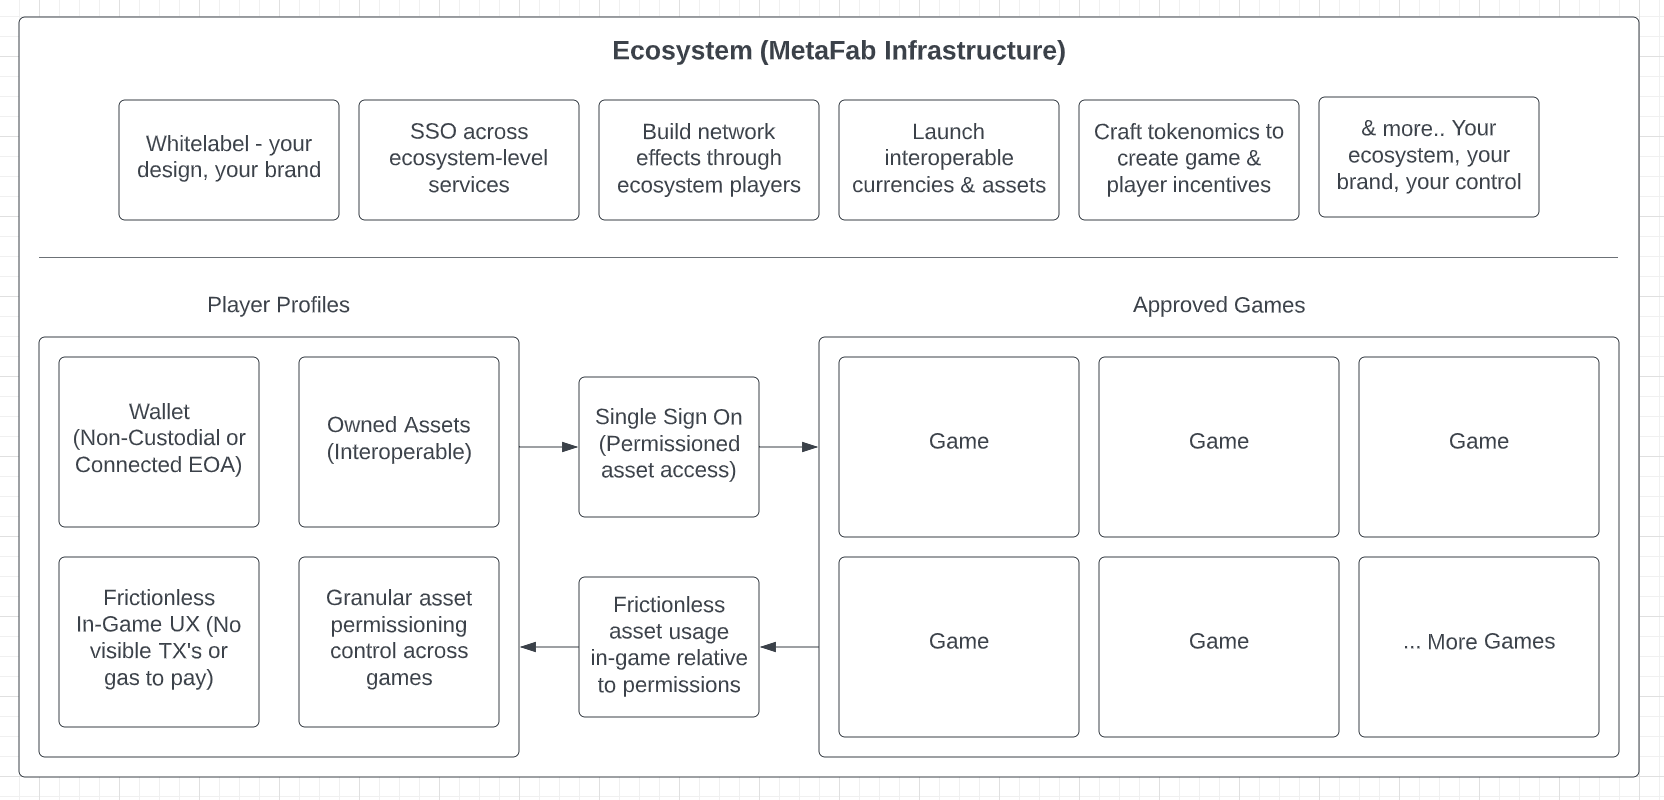 Ecosystem (MetaFab Infrastructure)
Whitelabel - your
design, your brand
SSO across
ecosystem-level
services
Build network
effects through
ecosystem players
Launch
interoperable
currencies & assets
Craft tokenomics to
create game &
player incentives
& more.. Your
ecosystem, your
brand, your control
Player Profiles
Approved Games
Wallet
(Non-Custodial or
Connected EOA)
Owned Assets
(Interoperable)
Frictionless
In-Game UX (No
visible TX's or
gas to pay)
Granular asset
permissioning
control across
games
Single Sign On
(Permissioned
asset access)
Frictionless
asset usage
in-game relative
to permissions
Game
Game
Game
Game
Game
... More Games